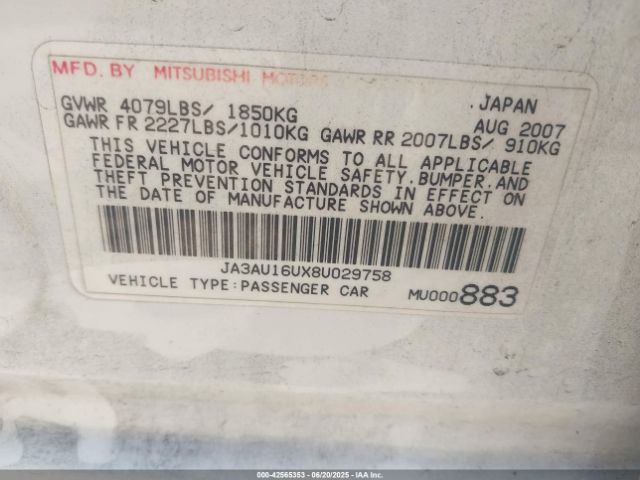 MFD. BY MITSUBISHI MOTORS
JAPAN
GVWR 4079LBS/ 1850KG AUG 2007
GAWR FR 2227LBS/1010KG GAWR RR 2007LBS/ 910KG
THIS VEHICLE CONFORMS TO ALL APPLICABLE
FEDERAL MOTOR VEHICLE SAFETY.BUMPER.AND
THEFT PREVENTION STANDARDS IN EFFECT ON
THE DATE OF MANUFACTURE SHOWN ABOVE.
JA3AU16UX8U029758
VEHICLE TYPE:PASSENGER CAR MU000883
000-42565353 - 06/20/2025 - IAAI.COM